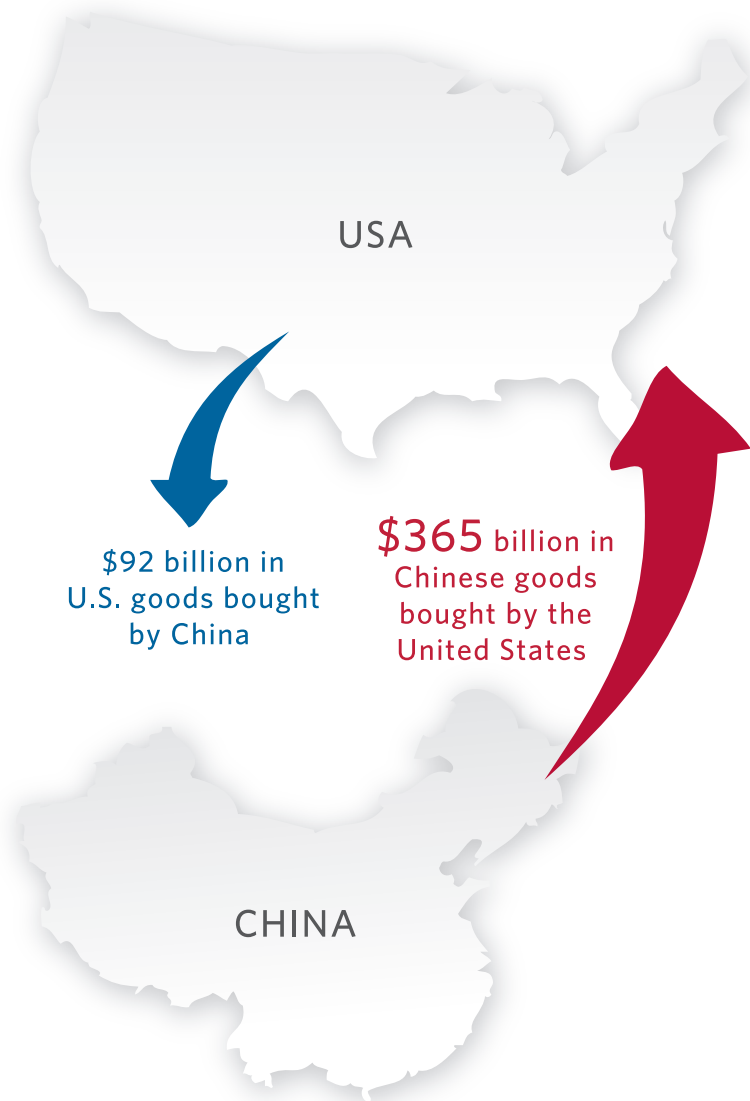 USA
$92 billion in
U.S. goods bought
by China
$365 billion in
Chinese goods
bought by the
United States
CHINA